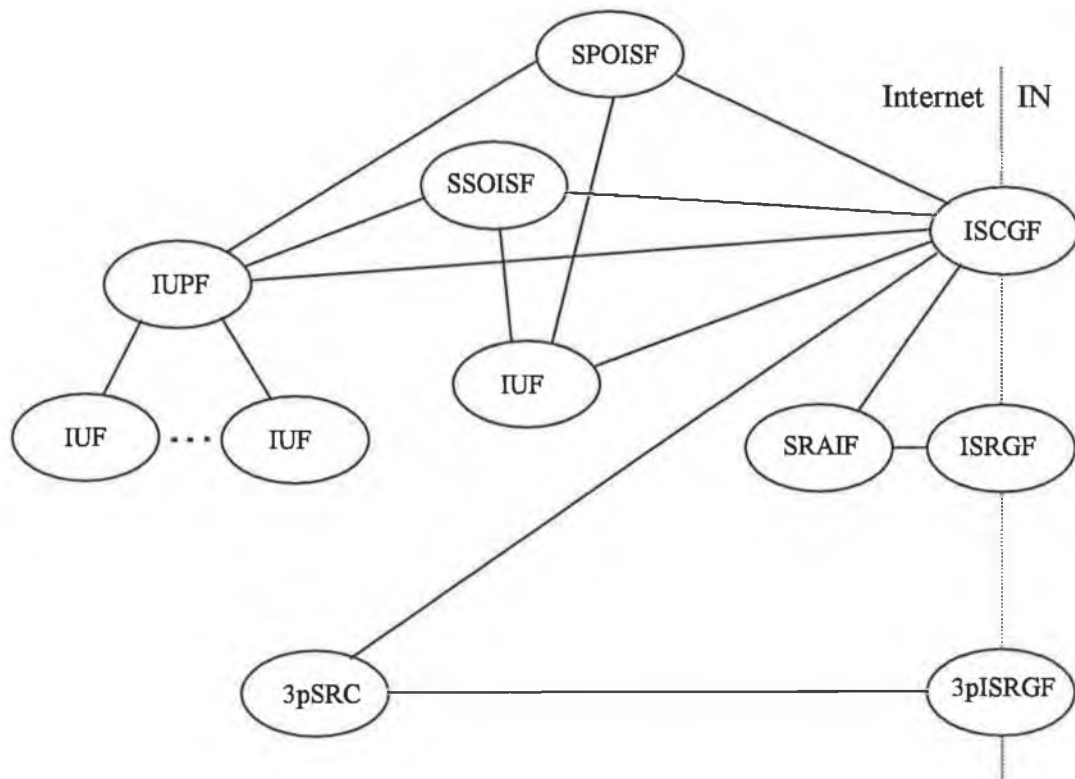 SPOISF
Internet IN
SSOISF
ISCGF
IUPF
IUF
IUF
IUF
SRAIF
ISRGF
3pSRC
3pISRGF